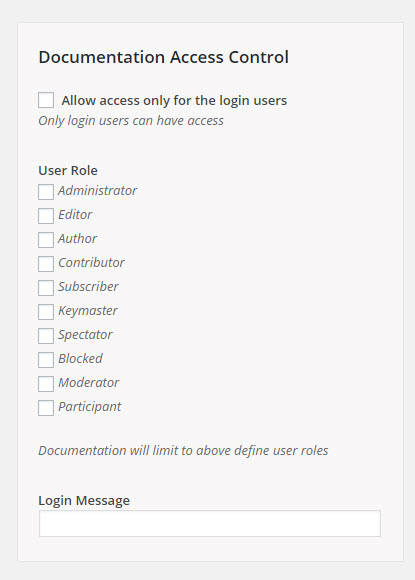 Documentation Access Control
Allow access only for the login users
Only login users can have access
User Role
Administrator
Editor
Author
Contributor
Subscriber
Keymaster
Spectator
Blocked
Moderator
Participant
Documentation will limit to above define user roles
Login Message